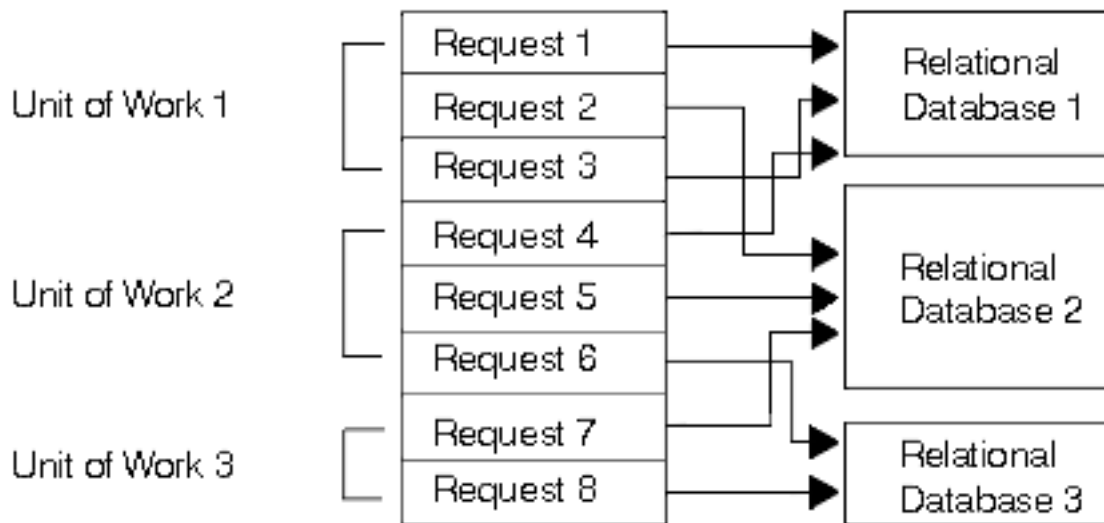 Unit of Work 1
Unit of Work 2
Unit of Work 3
Request 1
Request 2
Request 3
Request 4
Request 5
Request 6
Request 7
Request 8
Relational
Database 1
Relational
Database 2
Relational
Database 3